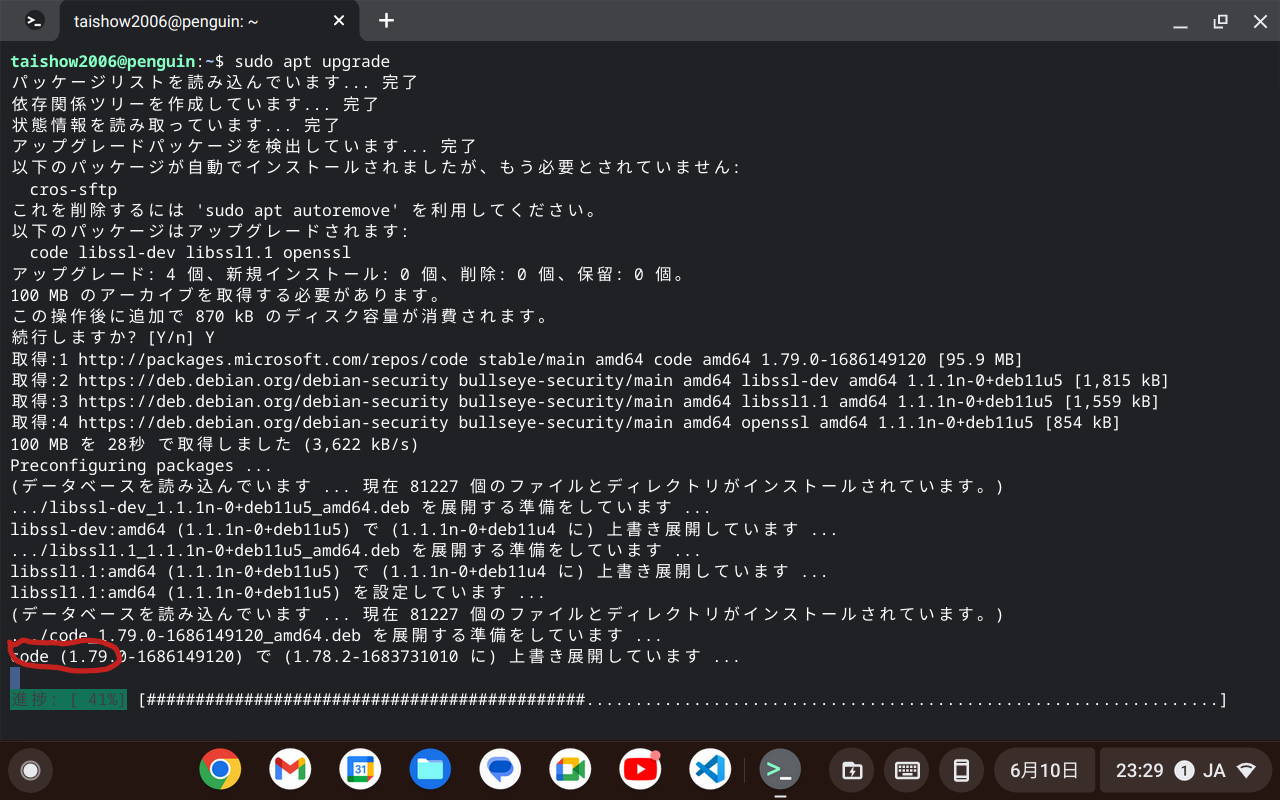 taishow2006@penguin: ~
taishow2006@penguin:~$ sudo apt upgrade
パッケージリストを読み込んでいます... 完了
依存関係ツリーを作成しています... 完了
状態情報を読み取っています... 完了
アップグレードパッケージを検出しています... 完了
以下のパッケージが自動でインストールされましたが、もう必要とされていません:
  cros-sftp
これを削除するには 'sudo apt autoremove' を利用してください。
以下のパッケージはアップグレードされます:
  code libssl-dev libssl1.1 openssl
アップグレード: 4 個、新規インストール: 0 個、削除: 0 個、保留: 0 個。
100 MB のアーカイブを取得する必要があります。
この操作後に追加で 870 kB のディスク容量が消費されます。
続行しますか? [Y/n] Y
取得:1 http://packages.microsoft.com/repos/code stable/main amd64 code amd64 1.79.0-1686149120 [95.9 MB]
取得:2 https://deb.debian.org/debian-security bullseye-security/main amd64 libssl-dev amd64 1.1.1n-0+deb11u5 [1,815 kB]
取得:3 https://deb.debian.org/debian-security bullseye-security/main amd64 libssl1.1 amd64 1.1.1n-0+deb11u5 [1,559 kB]
取得:4 https://deb.debian.org/debian-security bullseye-security/main amd64 openssl amd64 1.1.1n-0+deb11u5 [854 kB]
100 MB を 28秒 で取得しました (3,622 kB/s)
Preconfiguring packages ...
(データベースを読み込んでいます ... 現在 81227 個のファイルとディレクトリがインストールされています。)
.../libssl-dev_1.1.1n-0+deb11u5_amd64.deb を展開する準備をしています ...
libssl-dev:amd64 (1.1.1n-0+deb11u5) で (1.1.1n-0+deb11u4 に) 上書き展開しています ...
.../libssl1.1_1.1.1n-0+deb11u5_amd64.deb を展開する準備をしています ...
libssl1.1:amd64 (1.1.1n-0+deb11u5) で (1.1.1n-0+deb11u4 に) 上書き展開しています ...
libssl1.1:amd64 (1.1.1n-0+deb11u5) を設定しています ...
(データベースを読み込んでいます ... 現在 81227 個のファイルとディレクトリがインストールされています。)
.../code_1.79.0-1686149120_amd64.deb を展開する準備をしています ...
code (1.79.0-1686149120) で (1.78.2-1683731010 に) 上書き展開しています ...
進捗: [ 41%] [#############################################.................................................................]
31
6月10日
23:29 1 JA